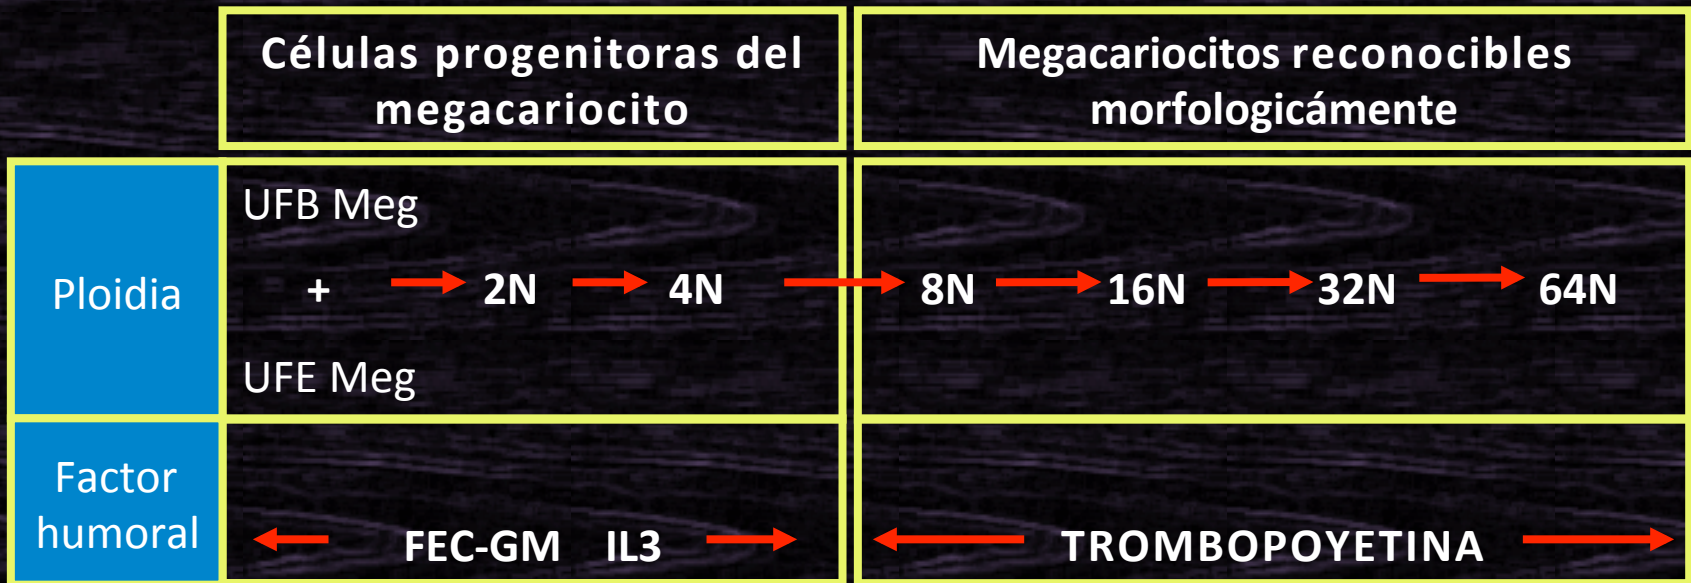 Células progenitoras del
megacariocito
Megacariocitos reconocibles
morfologicámente
Ploidia
UFB Meg
+ 2N 4N 8N 16N 32N 64N
UFE Meg
Factor
humoral
FEC-GM IL3
TROMBOPOYETINA